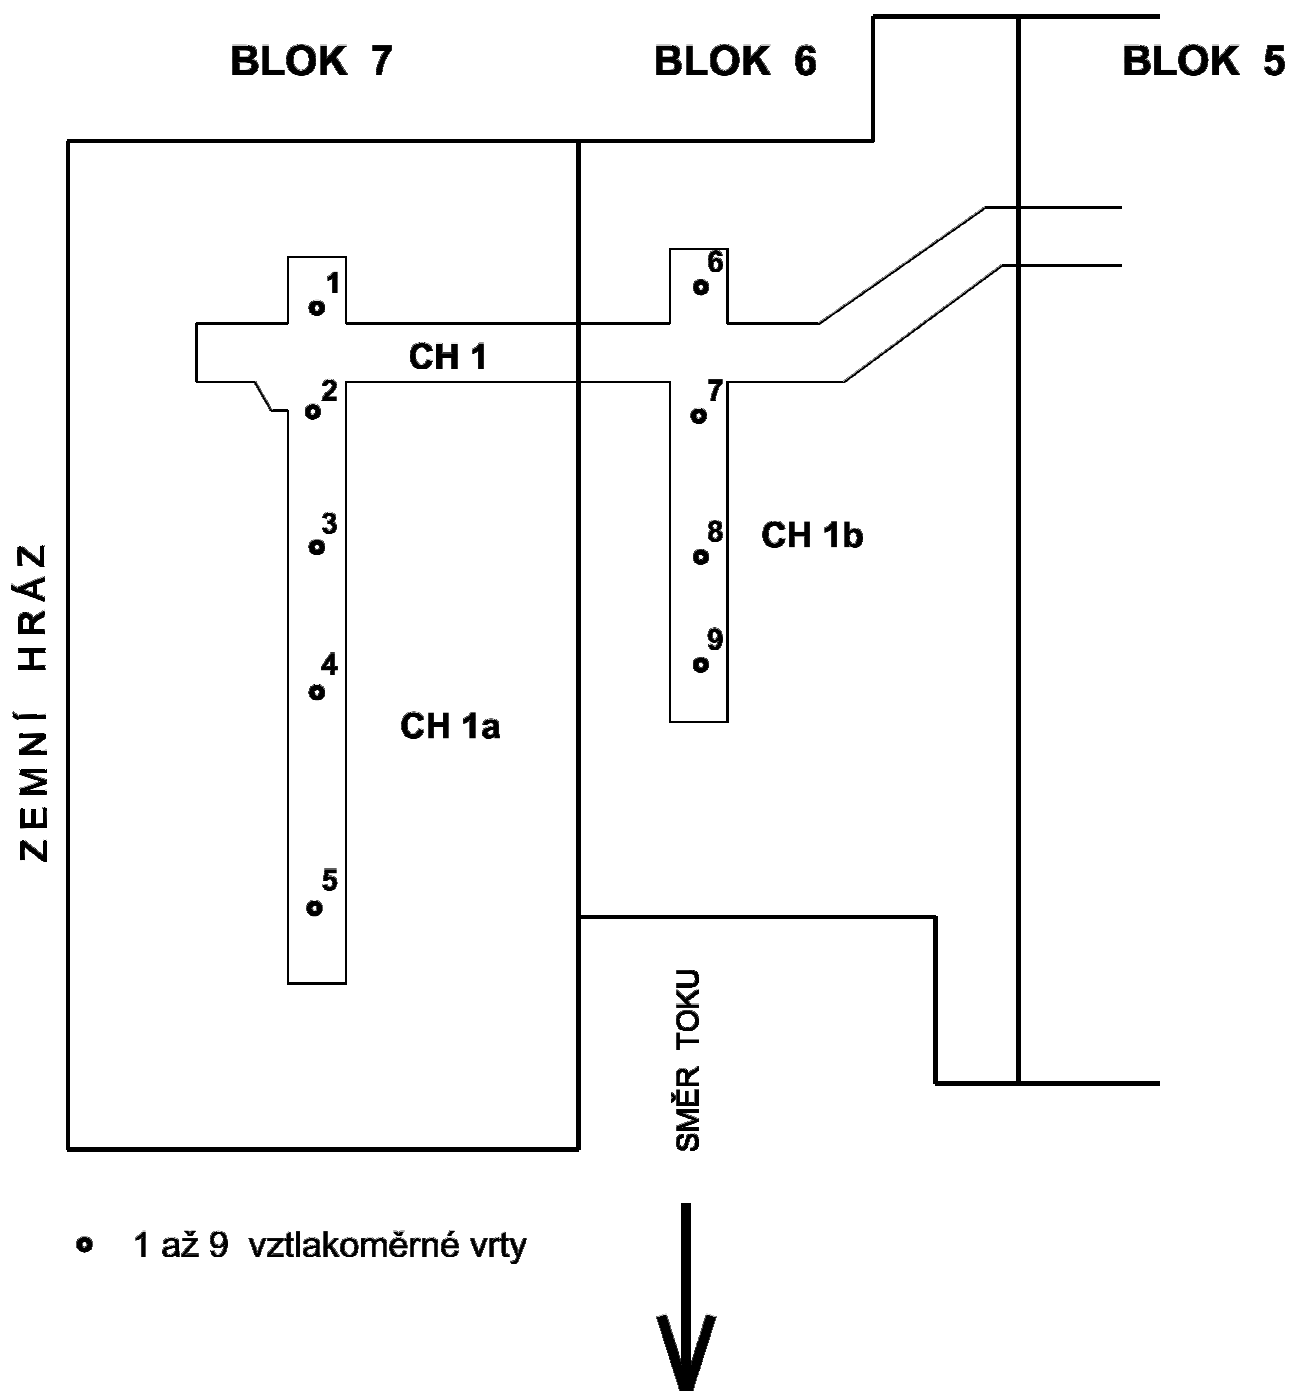 BLOK 7
BLOK 6
BLOK 5
6
1
CH 1
2
7
3
8
CH 1b
ZEMNÍ HRÁZ
9
4
CH 1a
5
SMĚR TOKU
1 až 9 vztlakoměrné vrty